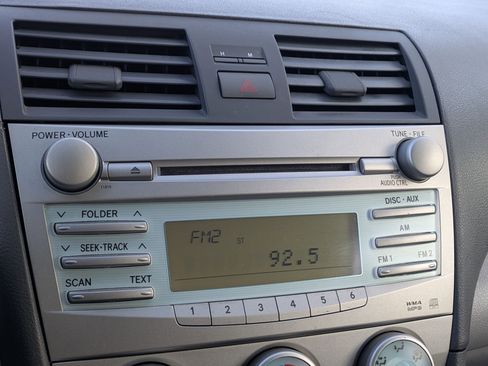 H M
POWER·VOLUME
TUNE·FILE
PUSH
AUDIO CTRL
FOLDER
DISC·AUX
SEEK·TRACK
AM
SCAN TEXT
FM 1 FM 2
FM2 ST
92.5
1 2 3 4 5 6
WMA
MP3